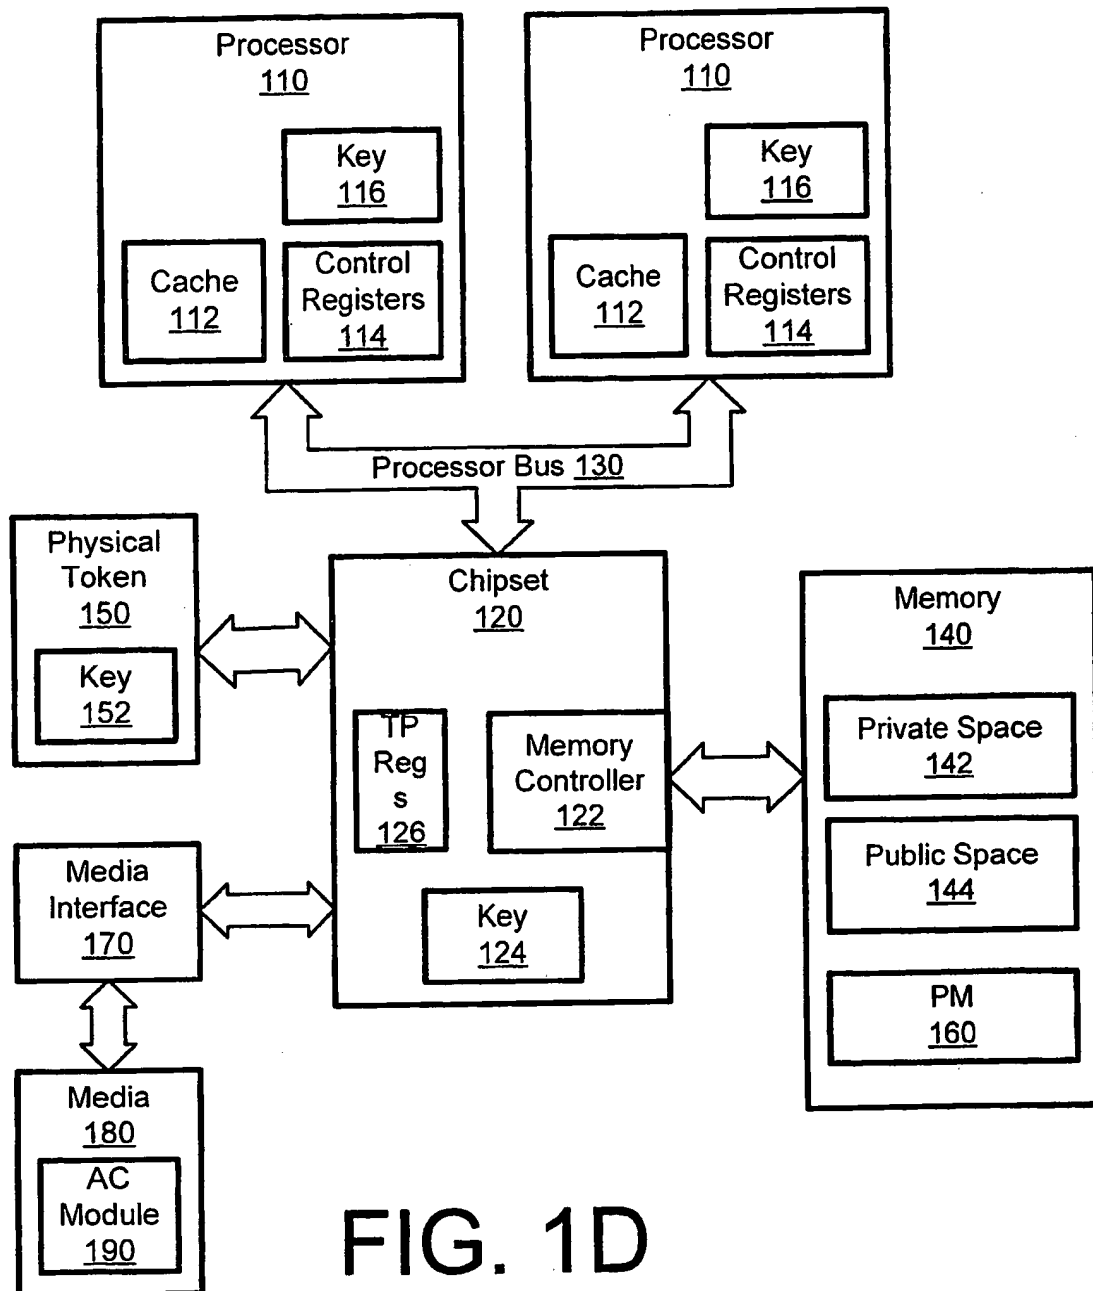 Processor
110
Key
116
Cache
112
Control
Registers
114
Processor
110
Key
116
Cache
112
Control
Registers
114
Processor Bus 130
Physical
Token
150
Key
152
Chipset
120
TP
Reg
s
126
Memory
Controller
122
Key
124
Memory
140
Private Space
142
Public Space
144
PM
160
Media
Interface
170
Media
180
AC
Module
190
FIG. 1D